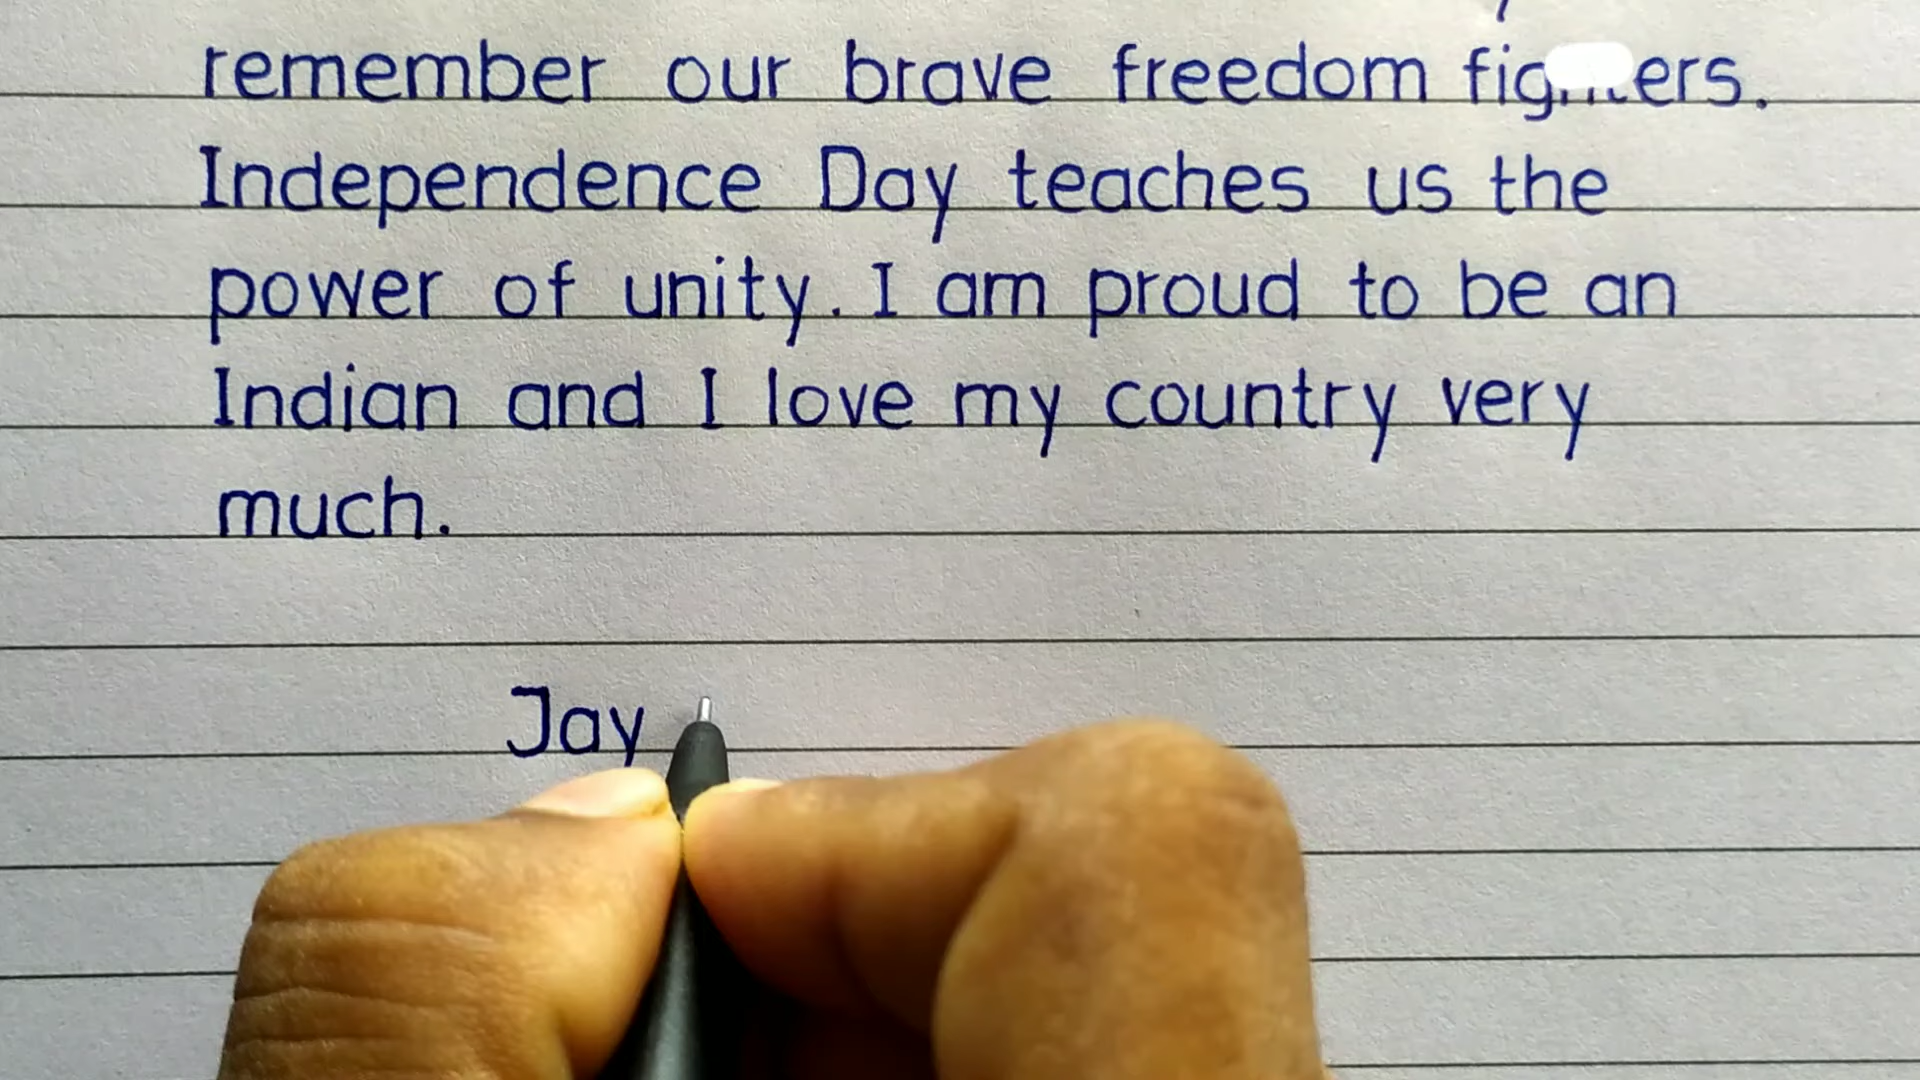 remember our brave freedom fighters.
Independence Day teaches us the
power of unity. I am proud to be an
Indian and I love my country very
much.
Jay